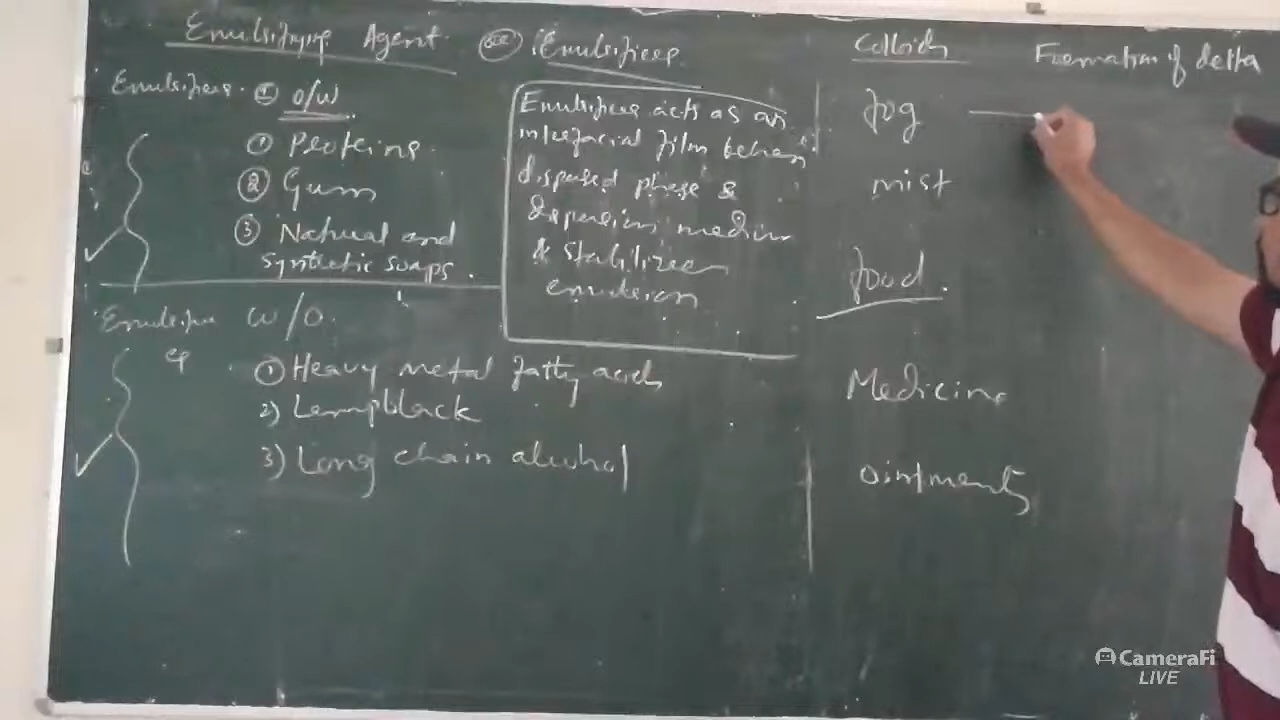 Emulsifying Agent. (or) Emulsifiers
Emulsifiers. ① O/W
① Proteins.
② Gum
③ Natural and
synthetic soaps.
Emulsifier W/O.
eg
① Heavy metal fatty acids
2) Lampblack
3) Long chain alcohol
Emulsifiers acts as an
interfacial film between
dispersed phase &
dispersion medium
& stabilizes
emulsion
Colloids
Fog
mist
food.
Medicine
ointments
Formation of delta
CameraFi
LIVE